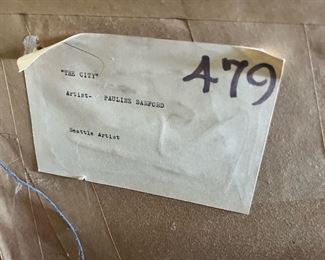 479
"THE CITY"
Artist- PAULINE SANFORD
Seattle Artist